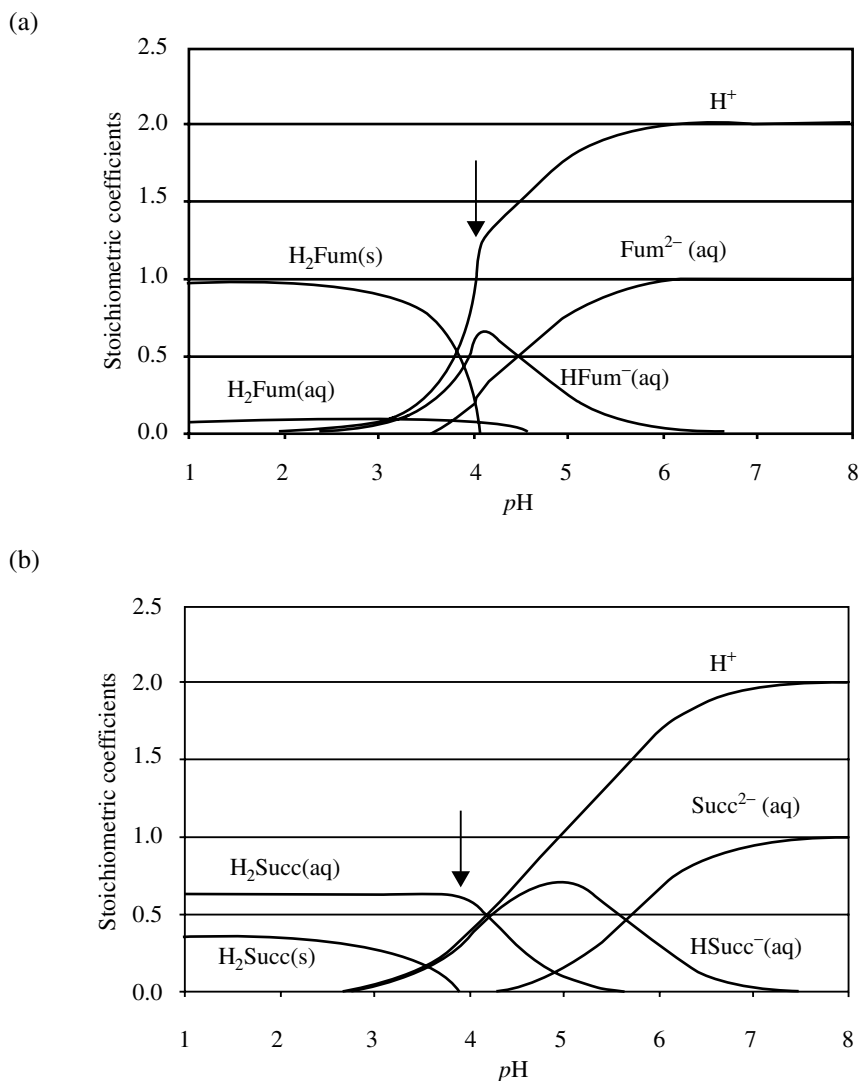 (a)
2.5
2.0
1.5
1.0
0.5
0.0
Stoichiometric coefficients
H⁺
H₂Fum(s)
Fum²⁻ (aq)
H₂Fum(aq)
HFum⁻(aq)
1 2 3 4 5 6 7 8
pH
(b)
2.5
2.0
1.5
1.0
0.5
0.0
Stoichiometric coefficients
H⁺
Succ²⁻ (aq)
H₂Succ(aq)
H₂Succ(s)
HSucc⁻(aq)
1 2 3 4 5 6 7 8
pH